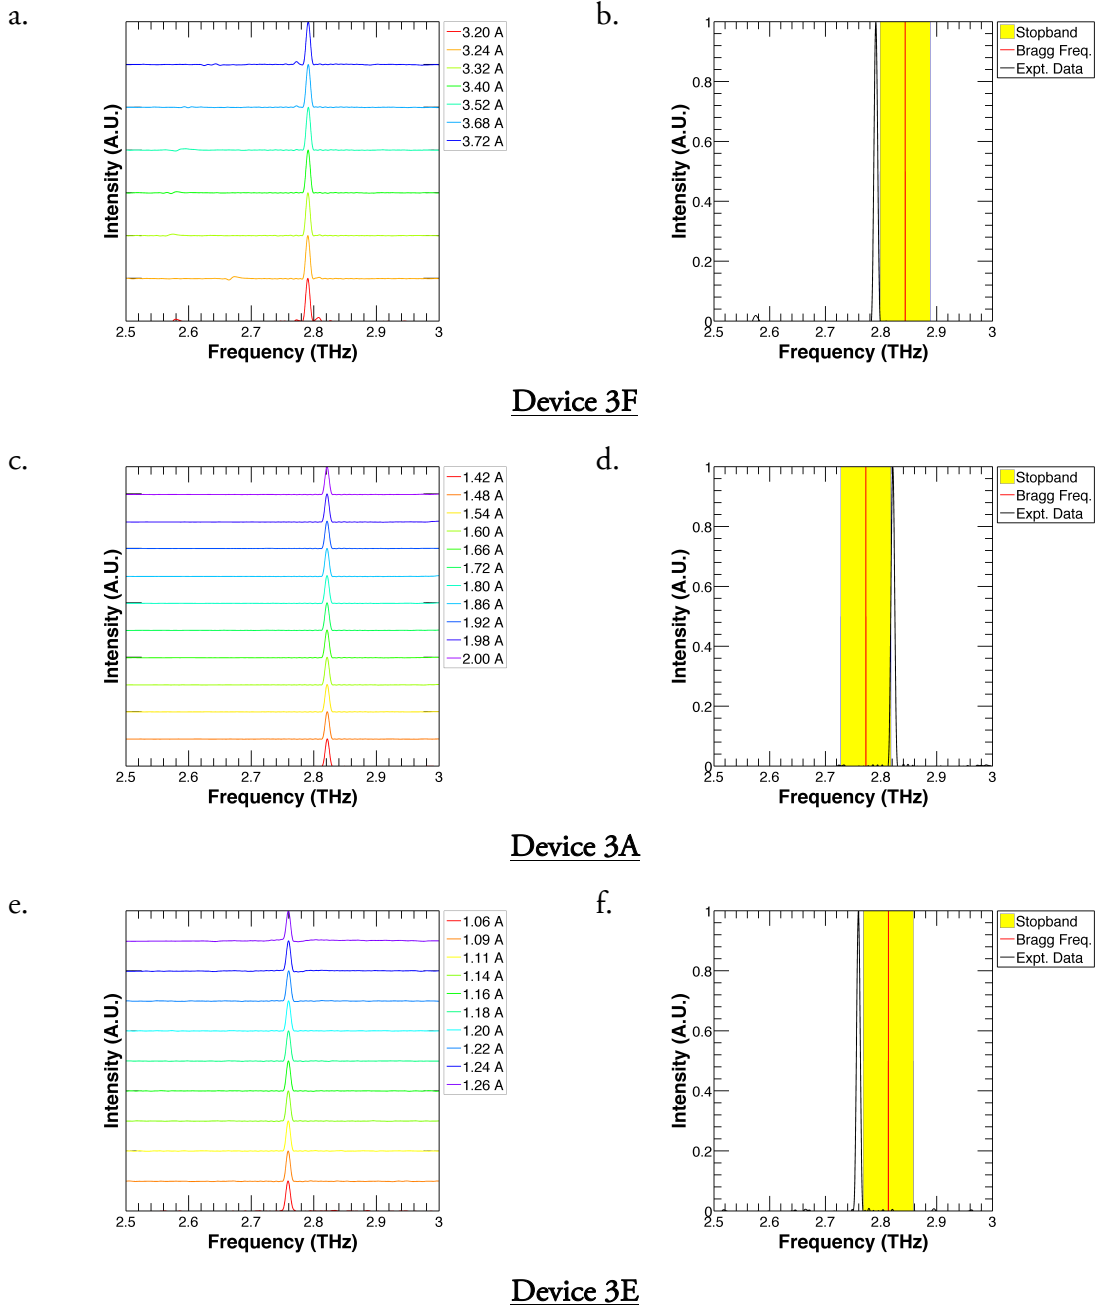 a.
Intensity (A.U.)
2.5 2.6 2.7 2.8 2.9 3
Frequency (THz)
3.20 A
3.24 A
3.32 A
3.40 A
3.52 A
3.68 A
3.72 A
b.
Intensity (A.U.)
1
0.8
0.6
0.4
0.2
0
2.5 2.6 2.7 2.8 2.9 3
Frequency (THz)
Stopband
Bragg Freq.
Expt. Data
Device 3F
c.
Intensity (A.U.)
2.5 2.6 2.7 2.8 2.9 3
Frequency (THz)
1.42 A
1.48 A
1.54 A
1.60 A
1.66 A
1.72 A
1.80 A
1.86 A
1.92 A
1.98 A
2.00 A
d.
Intensity (A.U.)
1
0.8
0.6
0.4
0.2
0
2.5 2.6 2.7 2.8 2.9 3
Frequency (THz)
Stopband
Bragg Freq.
Expt. Data
Device 3A
e.
Intensity (A.U.)
2.5 2.6 2.7 2.8 2.9 3
Frequency (THz)
1.06 A
1.09 A
1.11 A
1.14 A
1.16 A
1.18 A
1.20 A
1.22 A
1.24 A
1.26 A
f.
Intensity (A.U.)
1
0.8
0.6
0.4
0.2
0
2.5 2.6 2.7 2.8 2.9 3
Frequency (THz)
Stopband
Bragg Freq.
Expt. Data
Device 3E